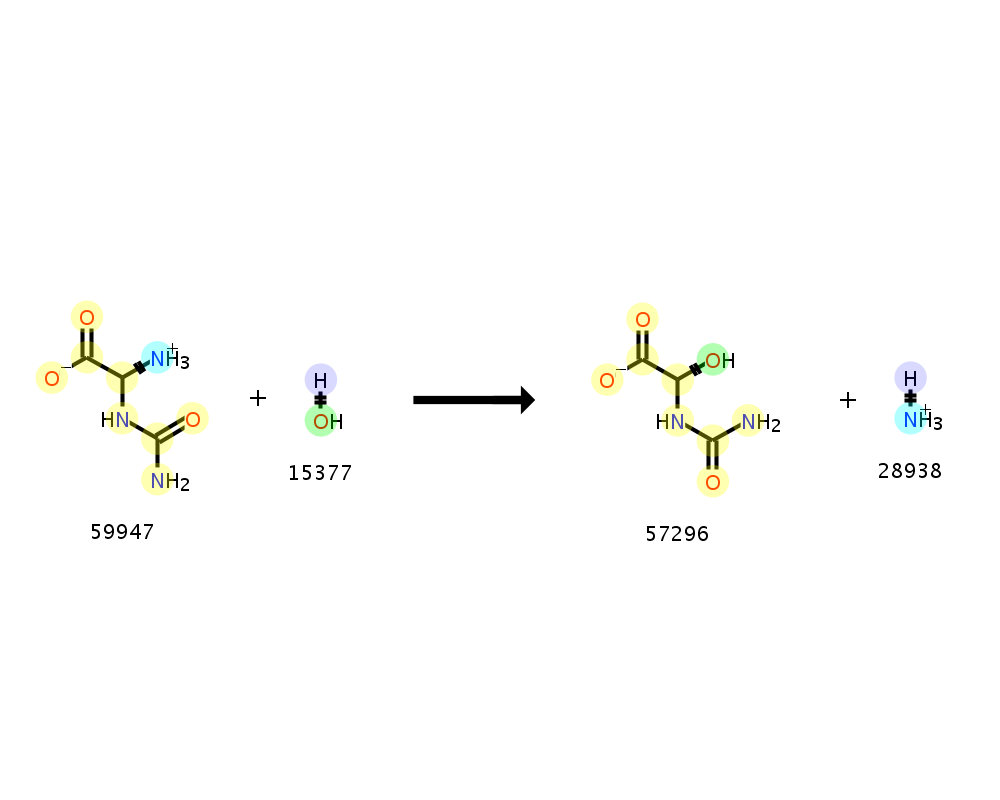 O
O−
NH3+
HN
O
NH2
59947
+
H
OH
15377
O
O−
OH
HN
NH2
O
57296
+
H
NH3+
28938